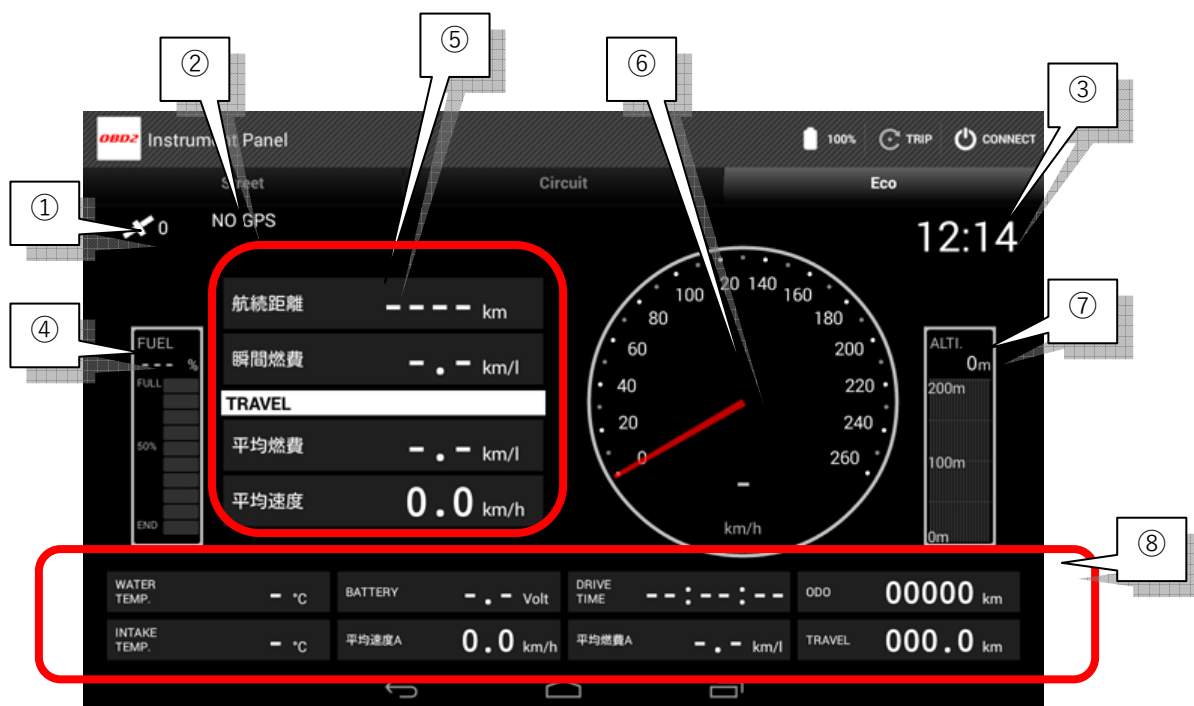 ⑤
②
⑥
③
OBD2 Instrument Panel
100% TRIP CONNECT
Street Circuit Eco
①
0 NO GPS
12:14
航続距離 ---- km
瞬間燃費 -.- km/l
TRAVEL
平均燃費 -.- km/l
平均速度 0.0 km/h
④
FUEL
--- %
FULL
50%
END
0
20
40
60
80
100
20
140
160
180
200
220
240
260
-
km/h
⑦
ALTI.
0m
200m
100m
0m
⑧
WATER TEMP. - °C BATTERY -.- Volt DRIVE TIME --:--:-- ODO 00000 km
INTAKE TEMP. - °C 平均速度A 0.0 km/h 平均燃費A -.- km/l TRAVEL 000.0 km